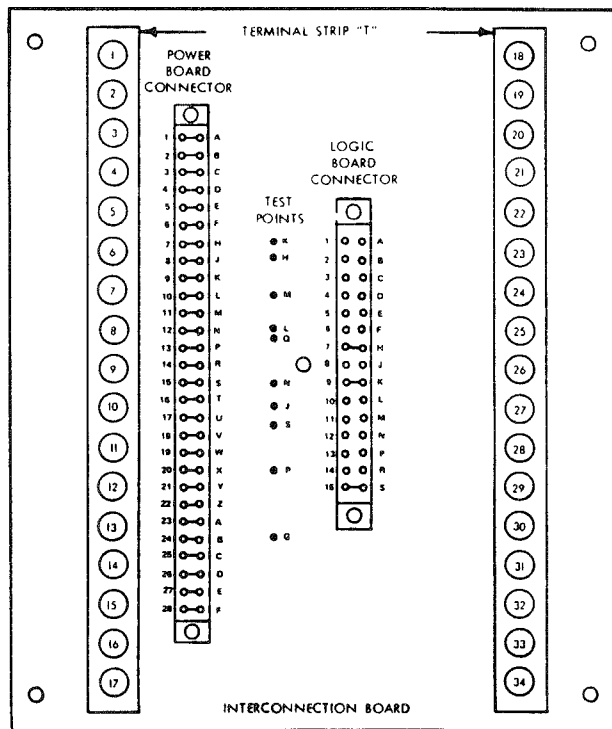 TERMINAL STRIP "T"
POWER
BOARD
CONNECTOR
LOGIC
BOARD
CONNECTOR
TEST
POINTS
1
2
3
4
5
6
7
8
9
10
11
12
13
14
15
16
17
1 A
2 B
3 C
4 D
5 E
6 F
7 H
8 J
9 K
10 L
11 M
12 N
13 P
14 R
15 S
16 T
17 U
18 V
19 W
20 X
21 Y
22 Z
23 A
24 B
25 C
26 D
27 E
28 F
K
H
M
L
Q
N
J
S
P
G
1 A
2 B
3 C
4 D
5 E
6 F
7 H
8 J
9 K
10 L
11 M
12 N
13 P
14 R
15 S
18
19
20
21
22
23
24
25
26
27
28
29
30
31
32
33
34
INTERCONNECTION BOARD